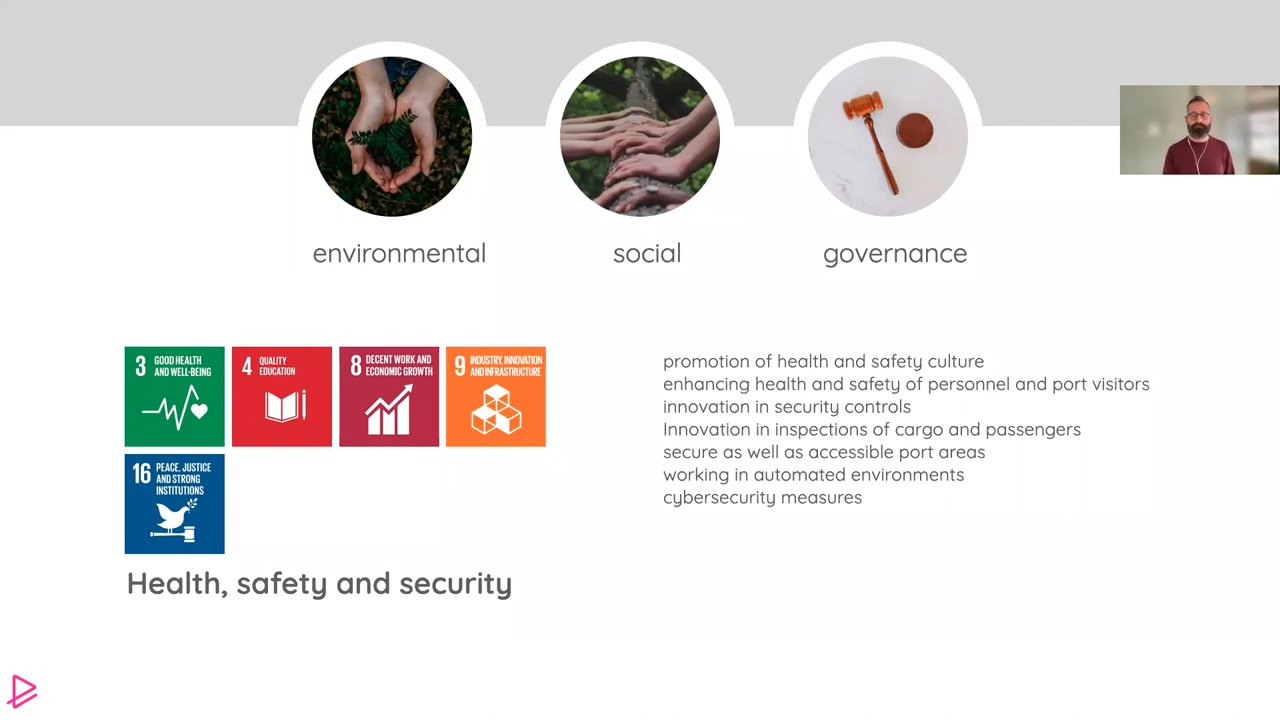 environmental
social
governance
3 GOOD HEALTH
AND WELL-BEING
4 QUALITY
EDUCATION
8 DECENT WORK AND
ECONOMIC GROWTH
9 INDUSTRY, INNOVATION
AND INFRASTRUCTURE
16 PEACE, JUSTICE
AND STRONG
INSTITUTIONS
Health, safety and security
promotion of health and safety culture
enhancing health and safety of personnel and port visitors
innovation in security controls
Innovation in inspections of cargo and passengers
secure as well as accessible port areas
working in automated environments
cybersecurity measures